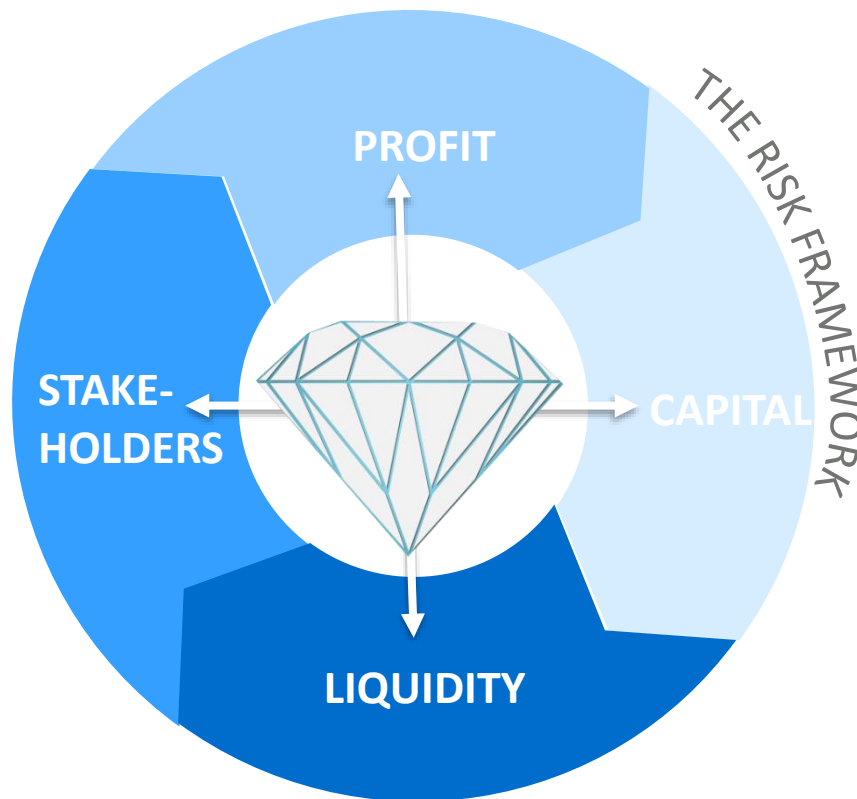 PROFIT
THE RISK FRAMEWORK
STAKE-
HOLDERS
CAPITAL
LIQUIDITY